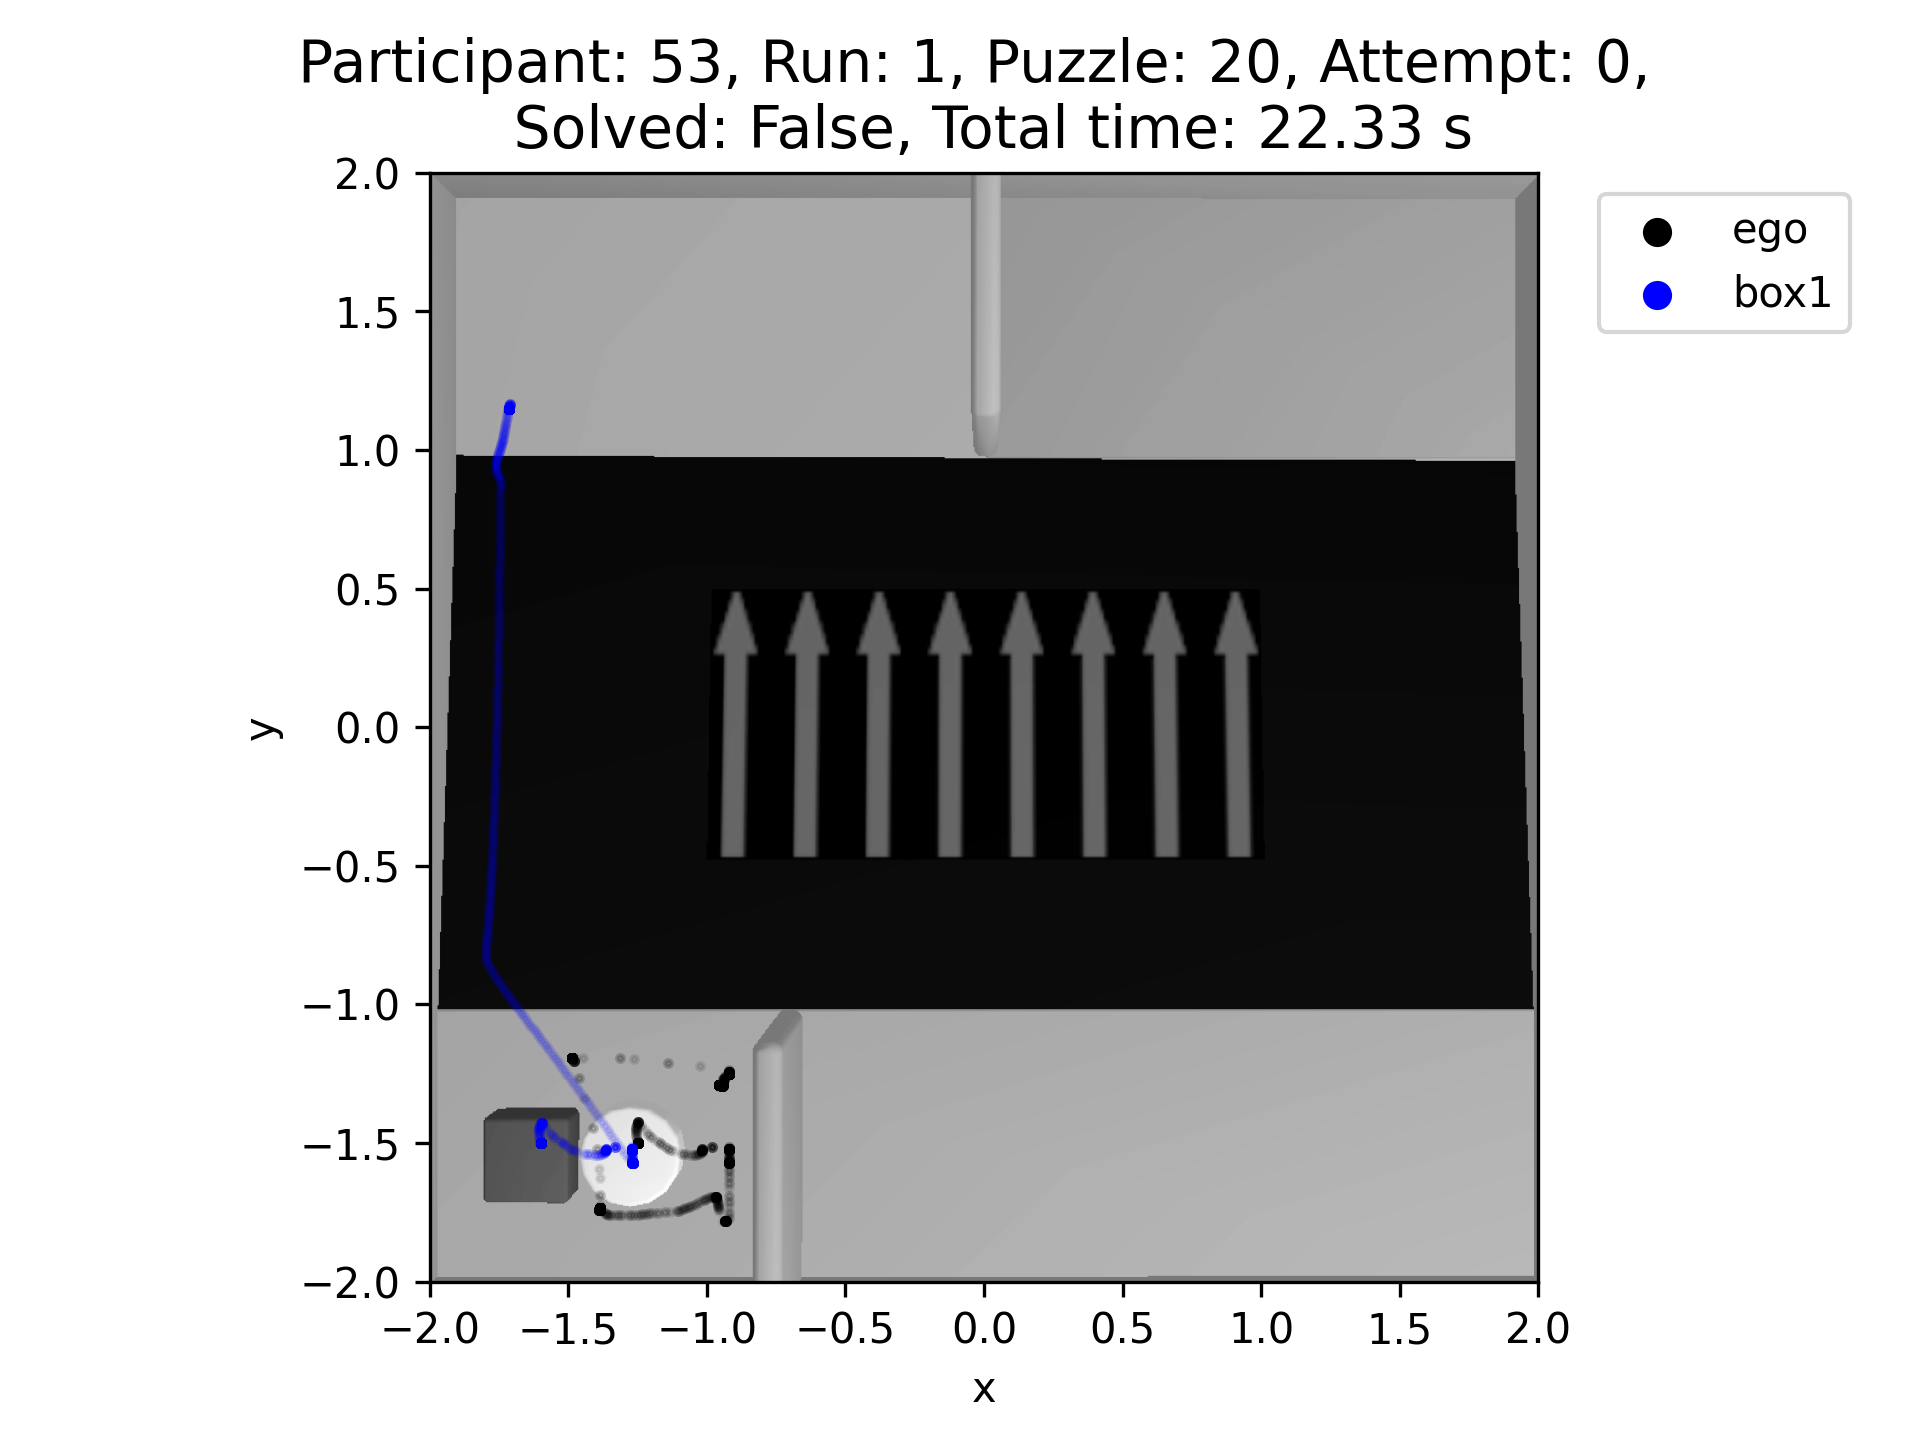 Participant: 53, Run: 1, Puzzle: 20, Attempt: 0,
Solved: False, Total time: 22.33 s
ego
box1
2.0
1.5
1.0
0.5
0.0
−0.5
−1.0
−1.5
−2.0
y
−2.0 −1.5 −1.0 −0.5 0.0 0.5 1.0 1.5 2.0
x